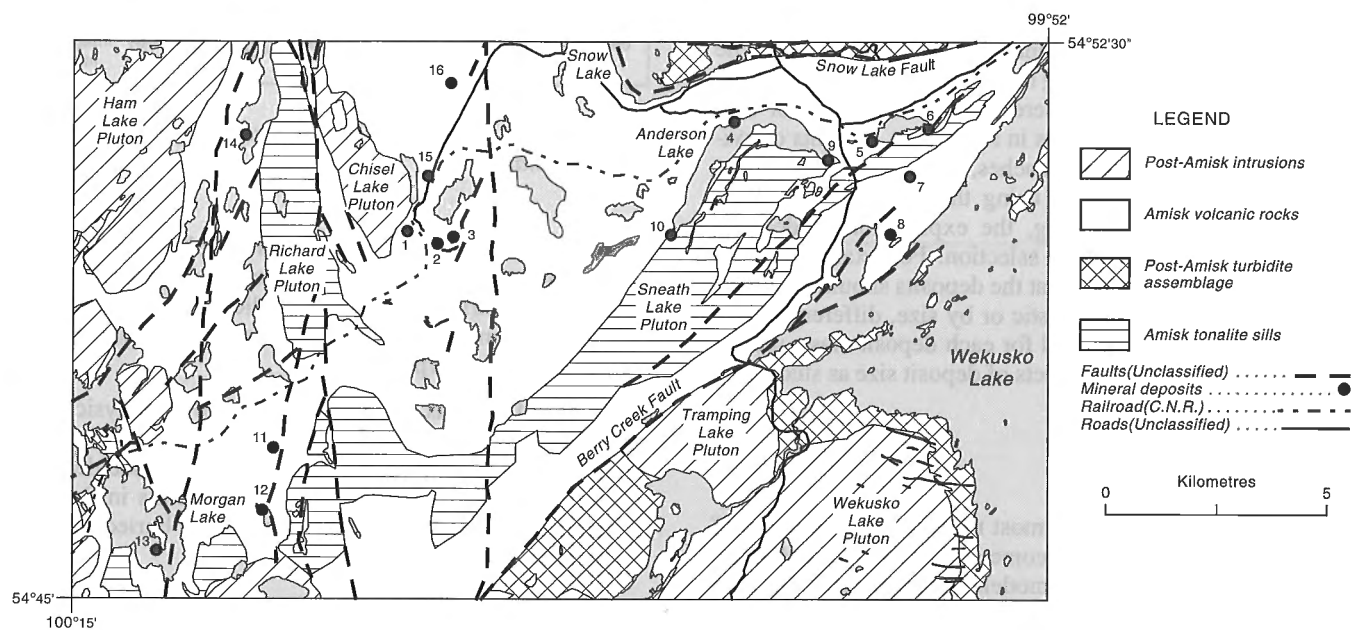 99°52'
54°52'30"
Ham
Lake
Pluton
16
Snow
Lake
Snow Lake Fault
14
Chisel
Lake
Pluton
15
Anderson
Lake
4
9
5
6
7
1
2
3
10
8
Richard
Lake
Pluton
Sneath
Lake
Pluton
Wekusko
Lake
Berry Creek Fault
Tramping
Lake
Pluton
11
12
Morgan
Lake
13
Wekusko
Lake
Pluton
54°45'
100°15'
LEGEND
Post-Amisk intrusions
Amisk volcanic rocks
Post-Amisk turbidite
assemblage
Amisk tonalite sills
Faults(Unclassified)
Mineral deposits
Railroad(C.N.R.)
Roads(Unclassified)
Kilometres
0 5